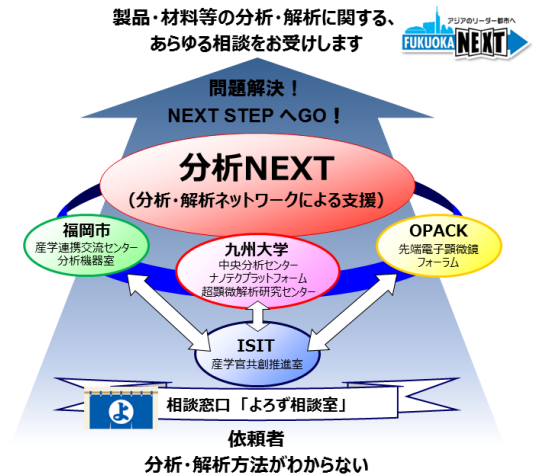 製品・材料等の分析・解析に関する、
あらゆる相談をお受けします
アジアのリーダー都市へ
FUKUOKA NEXT
問題解決！
NEXT STEP へGO！
分析NEXT
（分析・解析ネットワークによる支援）
福岡市
産学連携交流センター
分析機器室
九州大学
中央分析センター
ナノテクプラットフォーム
超顕微解析研究センター
OPACK
先端電子顕微鏡
フォーラム
ISIT
産学官共創推進室
よ
相談窓口「よろず相談室」
依頼者
分析・解析方法がわからない